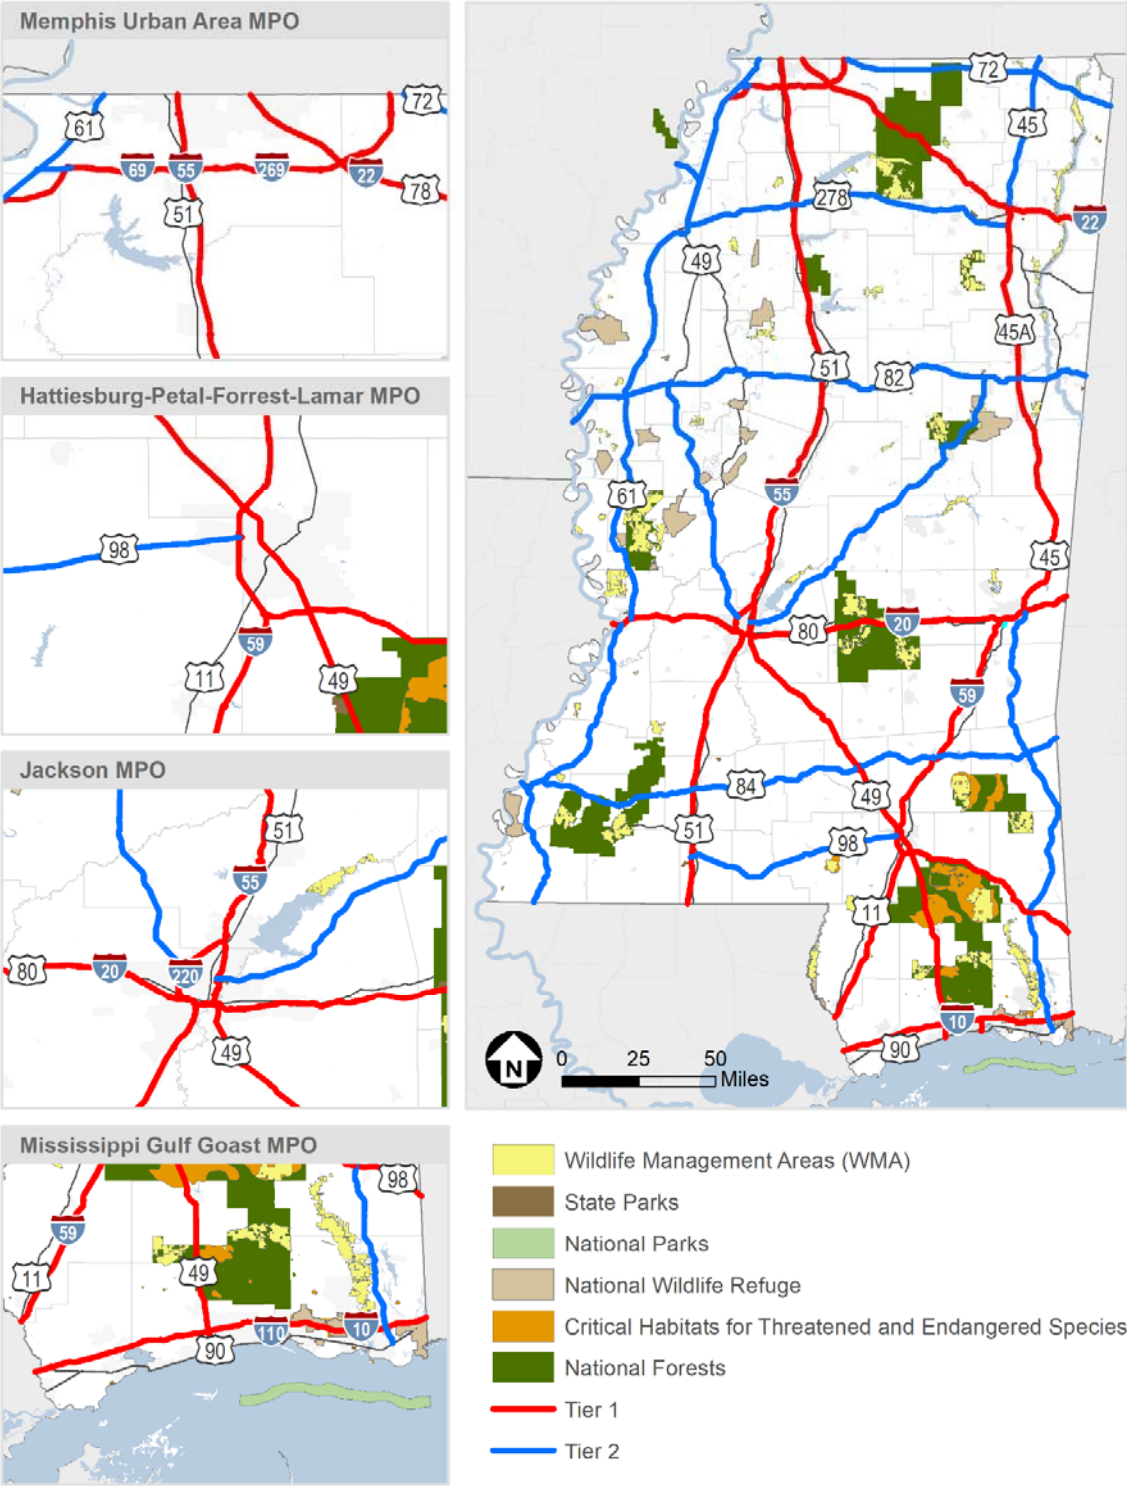 Memphis Urban Area MPO
72
61
69
55
269
22
78
51
Hattiesburg-Petal-Forrest-Lamar MPO
98
59
11
49
Jackson MPO
51
55
80
20
220
49
Mississippi Gulf Goast MPO
98
59
11
49
110
10
90
72
45
278
22
49
45A
51
82
61
55
45
80
20
59
84
49
51
98
11
10
90
N
0 25 50
Miles
Wildlife Management Areas (WMA)
State Parks
National Parks
National Wildlife Refuge
Critical Habitats for Threatened and Endangered Species
National Forests
Tier 1
Tier 2